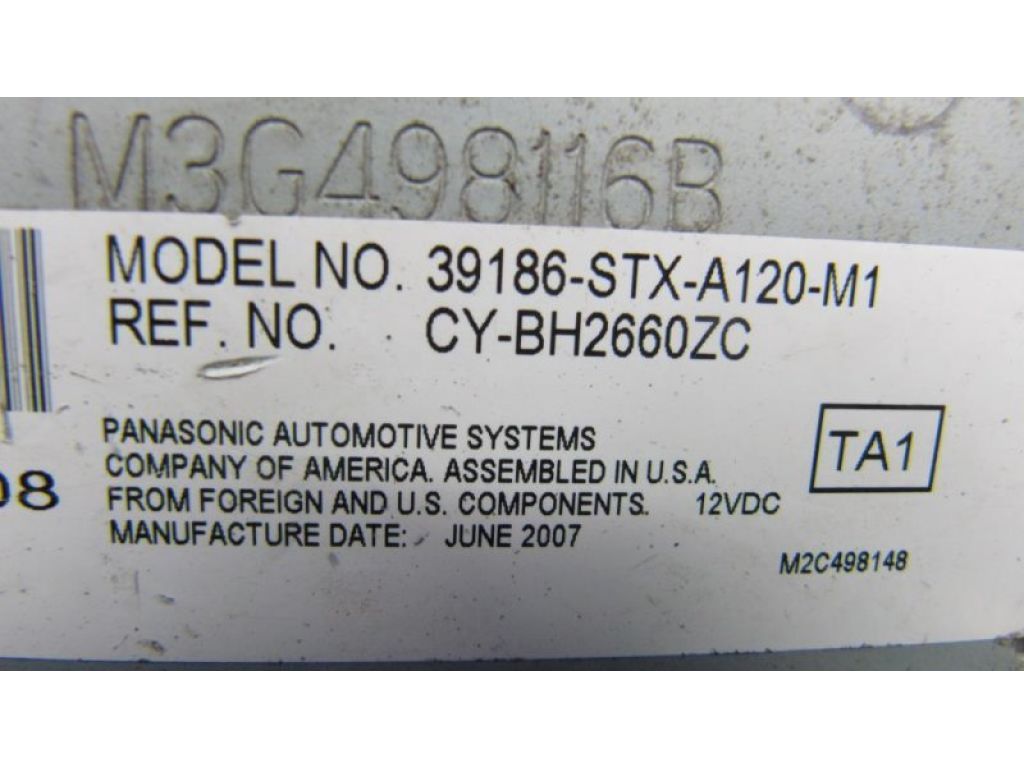 M3G498116B
MODEL NO. 39186-STX-A120-M1
REF. NO. CY-BH2660ZC
PANASONIC AUTOMOTIVE SYSTEMS
COMPANY OF AMERICA. ASSEMBLED IN U.S.A.
FROM FOREIGN AND U.S. COMPONENTS. 12VDC
MANUFACTURE DATE: JUNE 2007
TA1
M2C498148
08